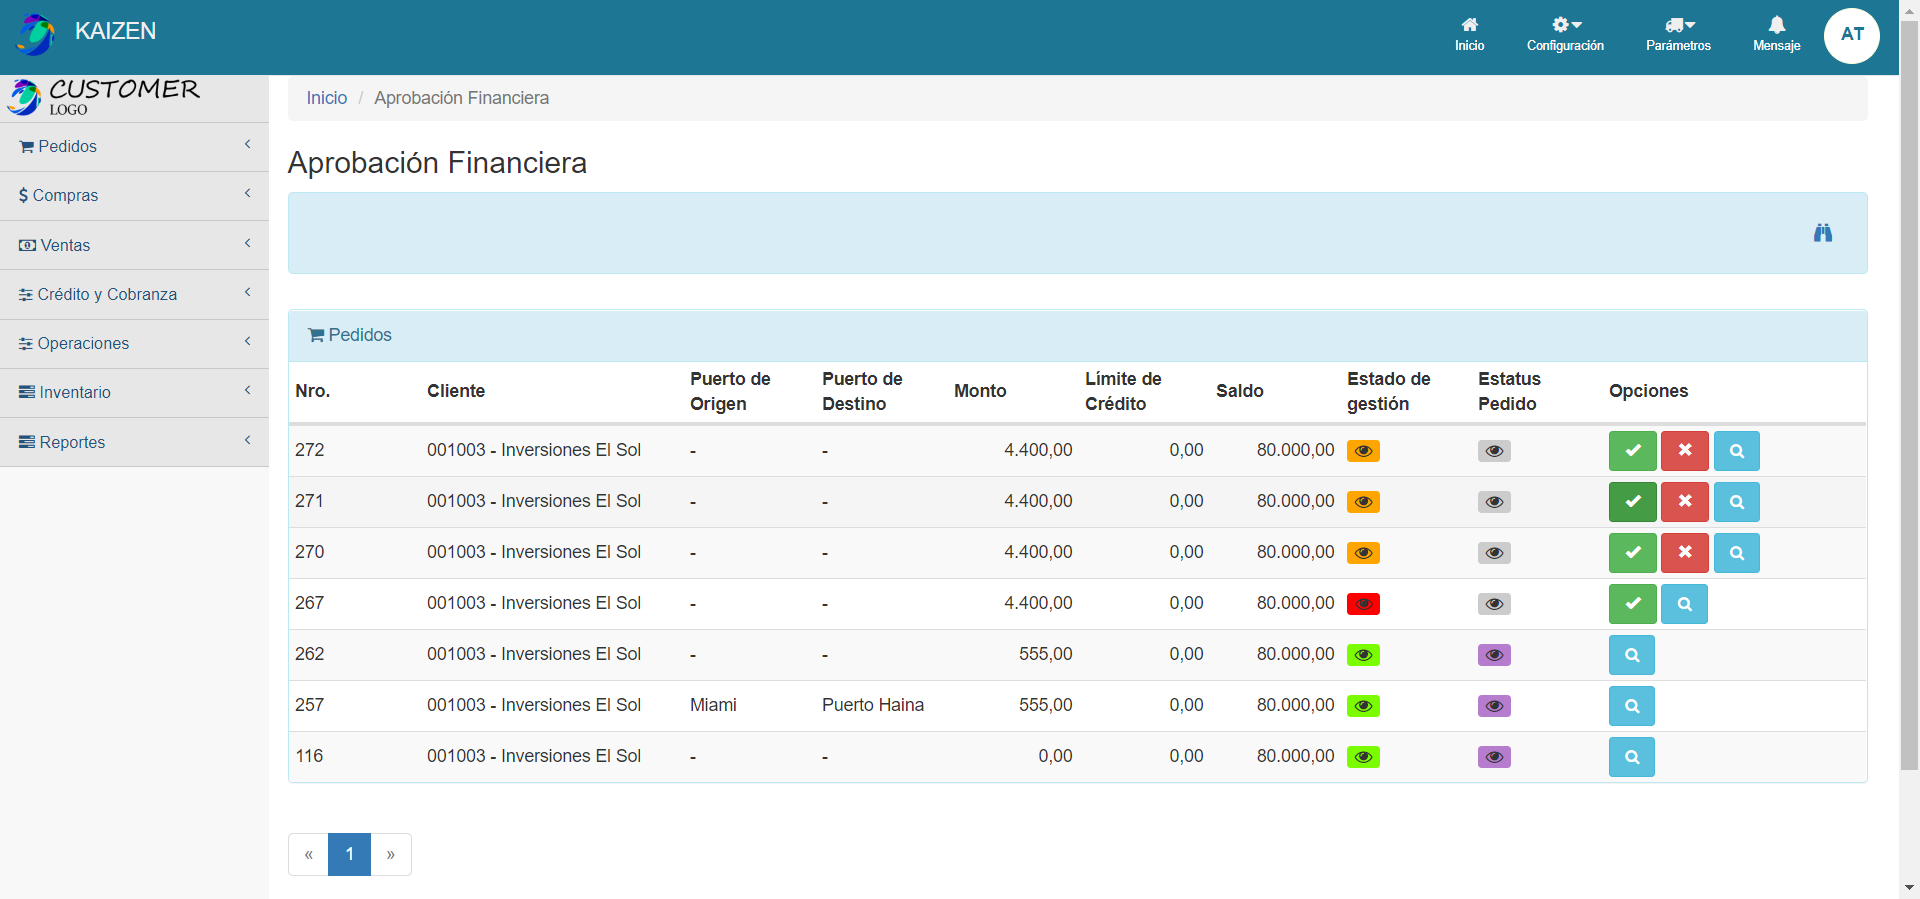 KAIZEN
Inicio
Configuración
Parámetros
Mensaje
AT
CUSTOMER
LOGO
Pedidos
Compras
Ventas
Crédito y Cobranza
Operaciones
Inventario
Reportes
Inicio / Aprobación Financiera
Aprobación Financiera
Pedidos
Nro. Cliente Puerto de Origen Puerto de Destino Monto Límite de Crédito Saldo Estado de gestión Estatus Pedido Opciones
272 001003 - Inversiones El Sol - - 4.400,00 0,00 80.000,00
271 001003 - Inversiones El Sol - - 4.400,00 0,00 80.000,00
270 001003 - Inversiones El Sol - - 4.400,00 0,00 80.000,00
267 001003 - Inversiones El Sol - - 4.400,00 0,00 80.000,00
262 001003 - Inversiones El Sol - - 555,00 0,00 80.000,00
257 001003 - Inversiones El Sol Miami Puerto Haina 555,00 0,00 80.000,00
116 001003 - Inversiones El Sol - - 0,00 0,00 80.000,00
« 1 »